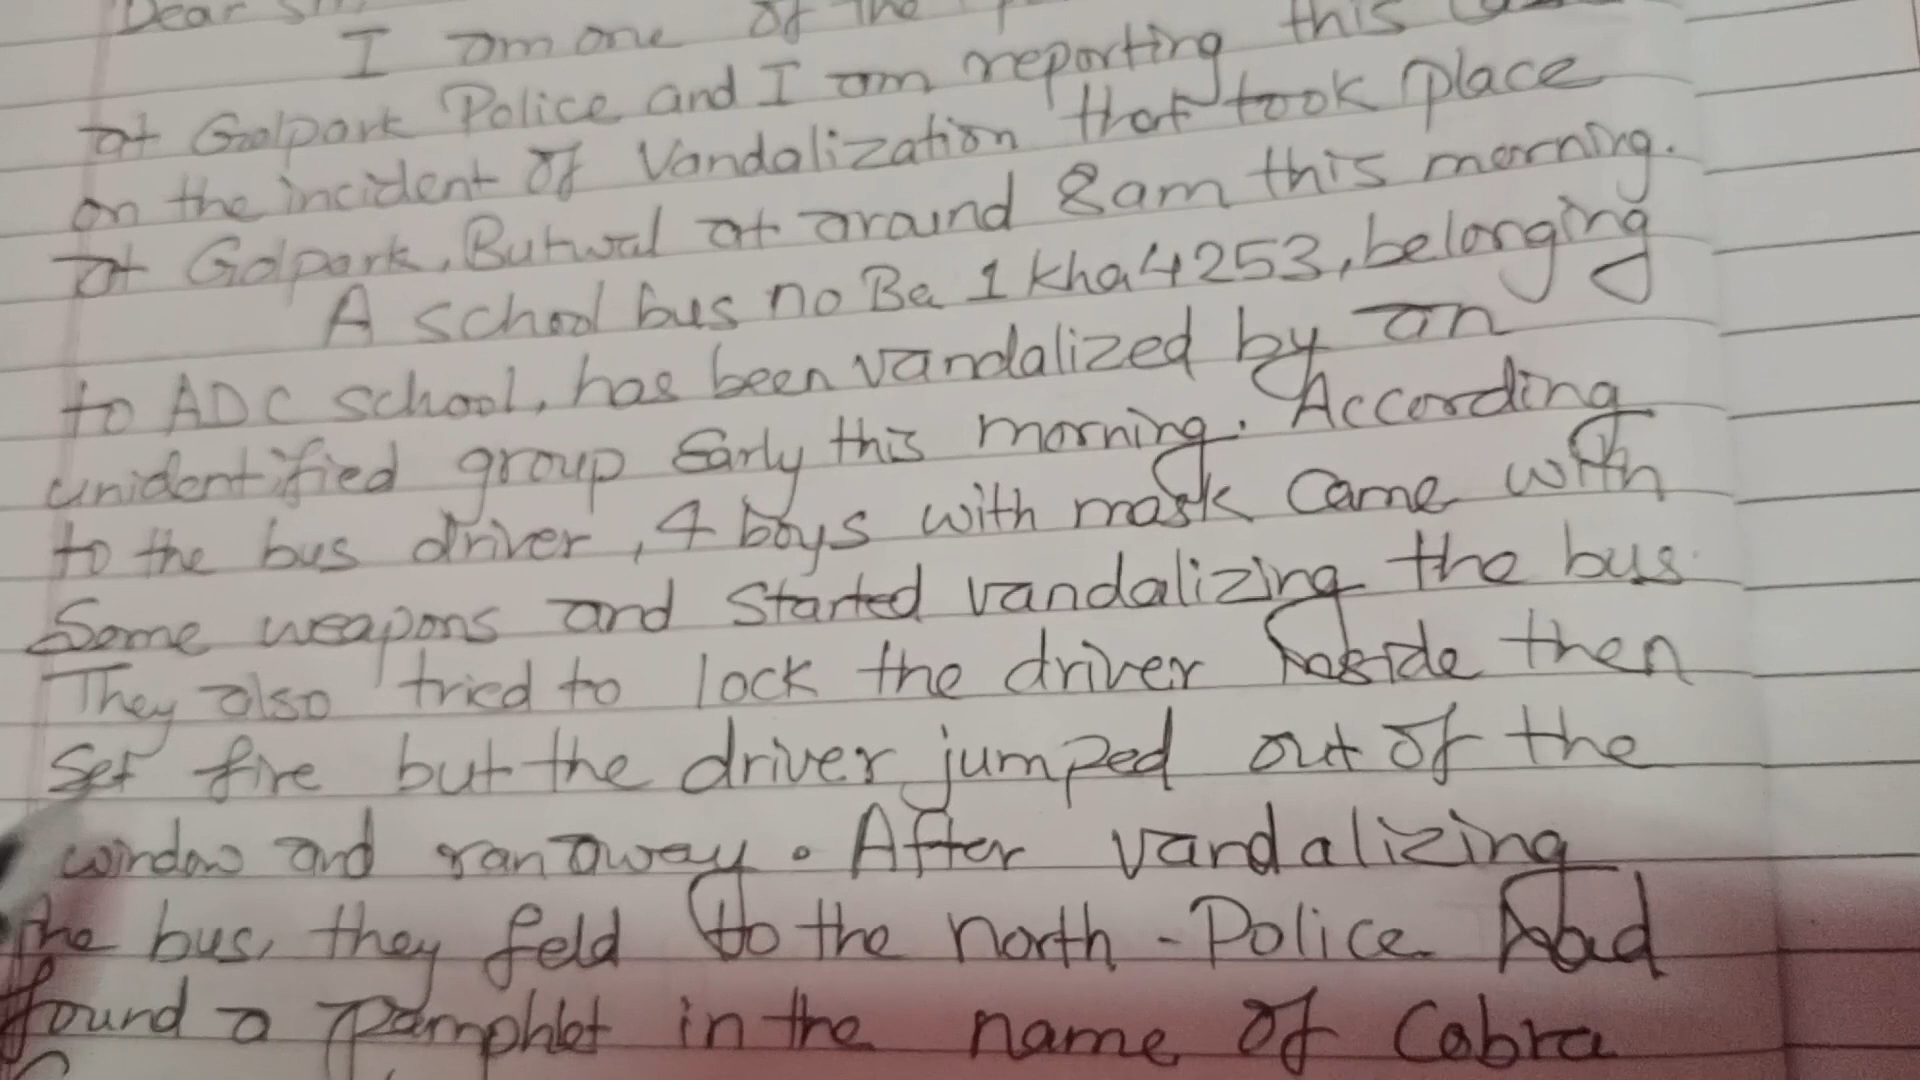 Dear
I am one of the
at Golpark Police and I am reporting this
on the incident of Vandalization that took place
at Golpark, Butwal at around 8am this morning.
A school bus no Ba 1 kha 4253, belonging
to ADC school, has been vandalized by an
unidentified group Early this morning. According
to the bus driver, 4 boys with mask came with
Some weapons and started vandalizing the bus.
They also tried to lock the driver Inside then
Set fire but the driver jumped out of the
window and ran away. After vandalizing
the bus, they feld to the north - Police had
found a Pamphlet in the name of Cobra